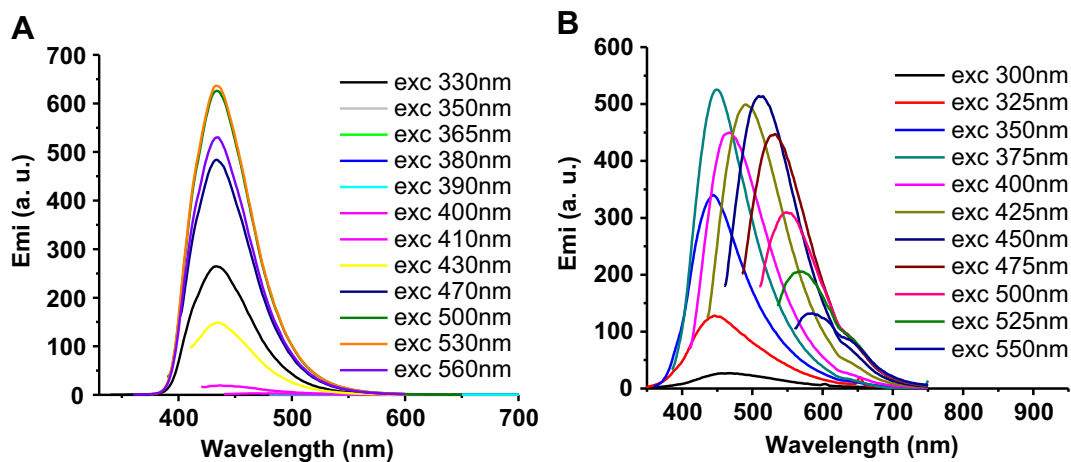 A
Emi (a. u.)
700
600
500
400
300
200
100
0
400
500
600
700
Wavelength (nm)
exc 330nm
exc 350nm
exc 365nm
exc 380nm
exc 390nm
exc 400nm
exc 410nm
exc 430nm
exc 470nm
exc 500nm
exc 530nm
exc 560nm
B
Emi (a. u.)
600
500
400
300
200
100
0
400
500
600
700
800
900
Wavelength (nm)
exc 300nm
exc 325nm
exc 350nm
exc 375nm
exc 400nm
exc 425nm
exc 450nm
exc 475nm
exc 500nm
exc 525nm
exc 550nm